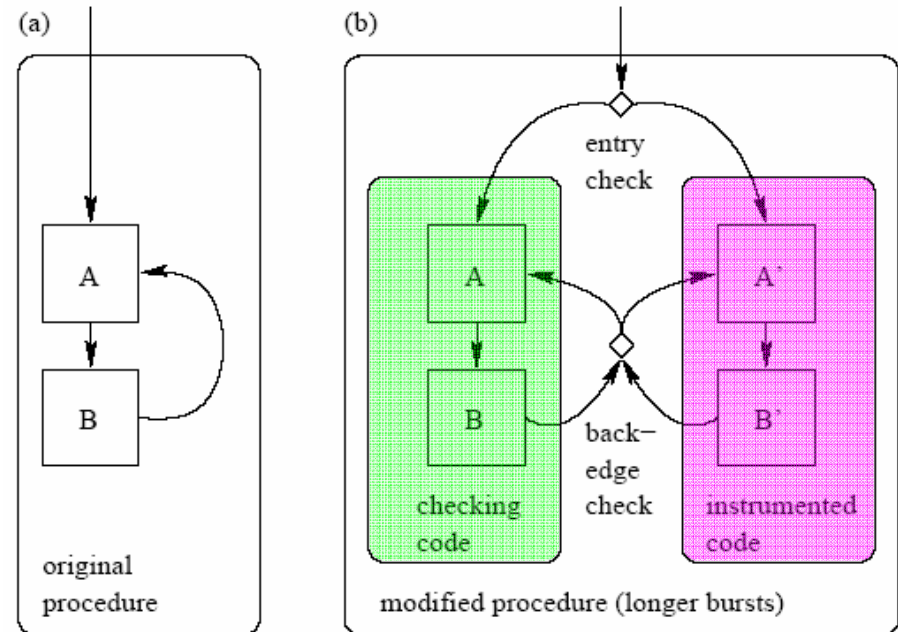 (a)
A
B
original
procedure
(b)
entry
check
A
A`
B
B`
back-
edge
check
checking
code
instrumented
code
modified procedure (longer bursts)